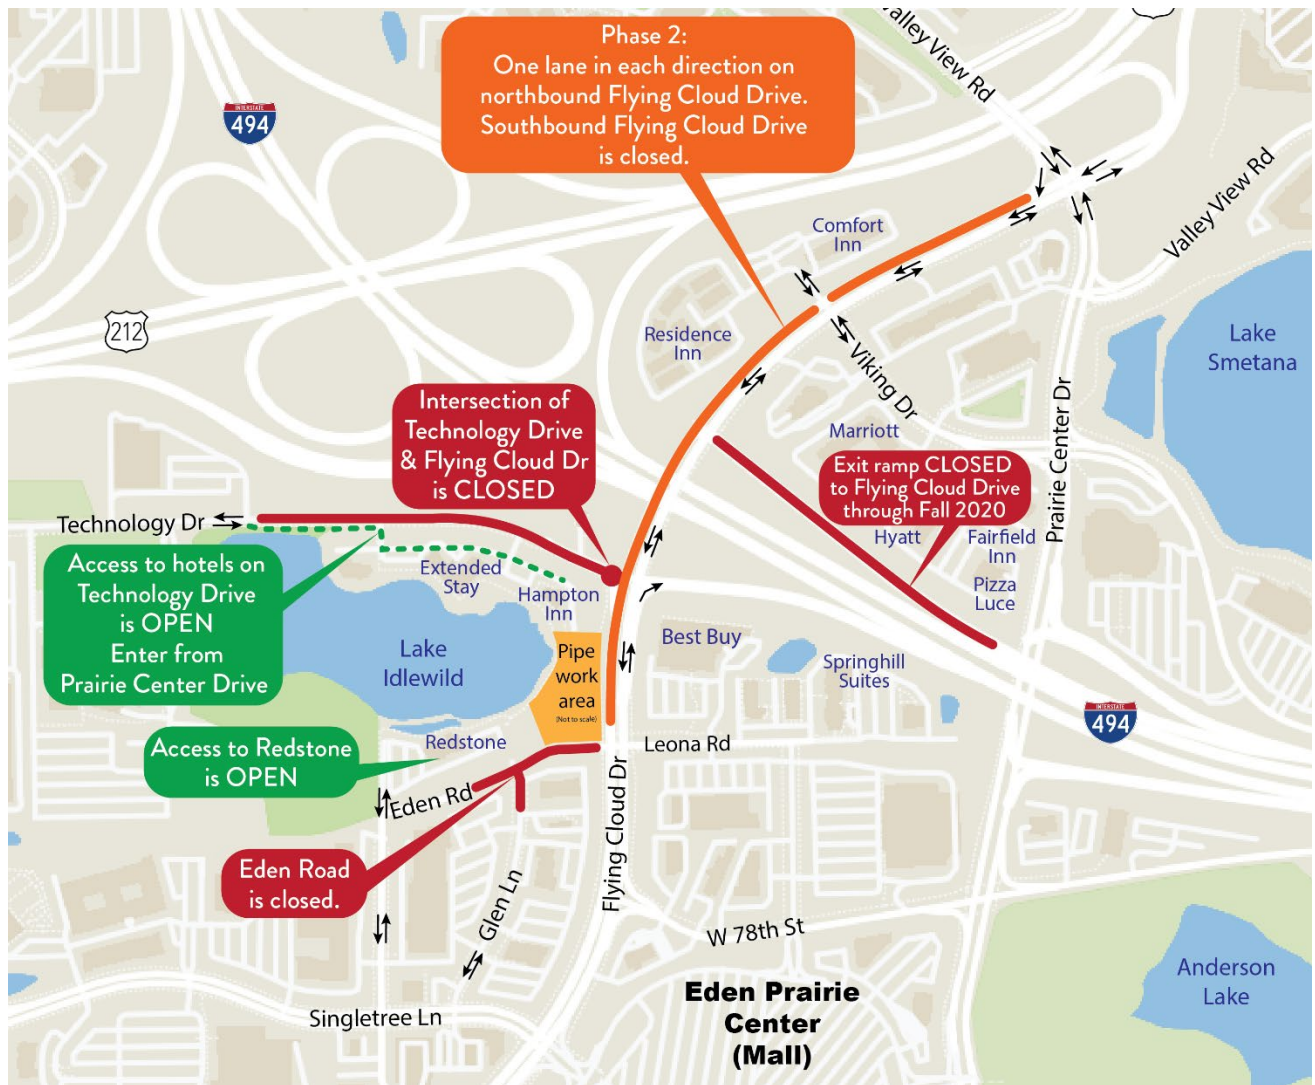 Phase 2:
One lane in each direction on
northbound Flying Cloud Drive.
Southbound Flying Cloud Drive
is closed.
Valley View Rd
INTERSTATE
494
Valley View Rd
Comfort
Inn
212
Residence
Inn
Lake
Smetana
Viking Dr
Intersection of
Technology Drive
& Flying Cloud Dr
is CLOSED
Marriott
Prairie Center Dr
Exit ramp CLOSED
to Flying Cloud Drive
through Fall 2020
Technology Dr
Hyatt
Fairfield
Inn
Pizza
Luce
Access to hotels on
Technology Drive
is OPEN
Enter from
Prairie Center Drive
Extended
Stay
Hampton
Inn
Lake
Idlewild
Pipe
work
area
(Not to scale)
Best Buy
Springhill
Suites
INTERSTATE
494
Access to Redstone
is OPEN
Redstone
Leona Rd
Eden Rd
Flying Cloud Dr
Eden Road
is closed.
Glen Ln
W 78th St
Anderson
Lake
Eden Prairie
Center
(Mall)
Singletree Ln